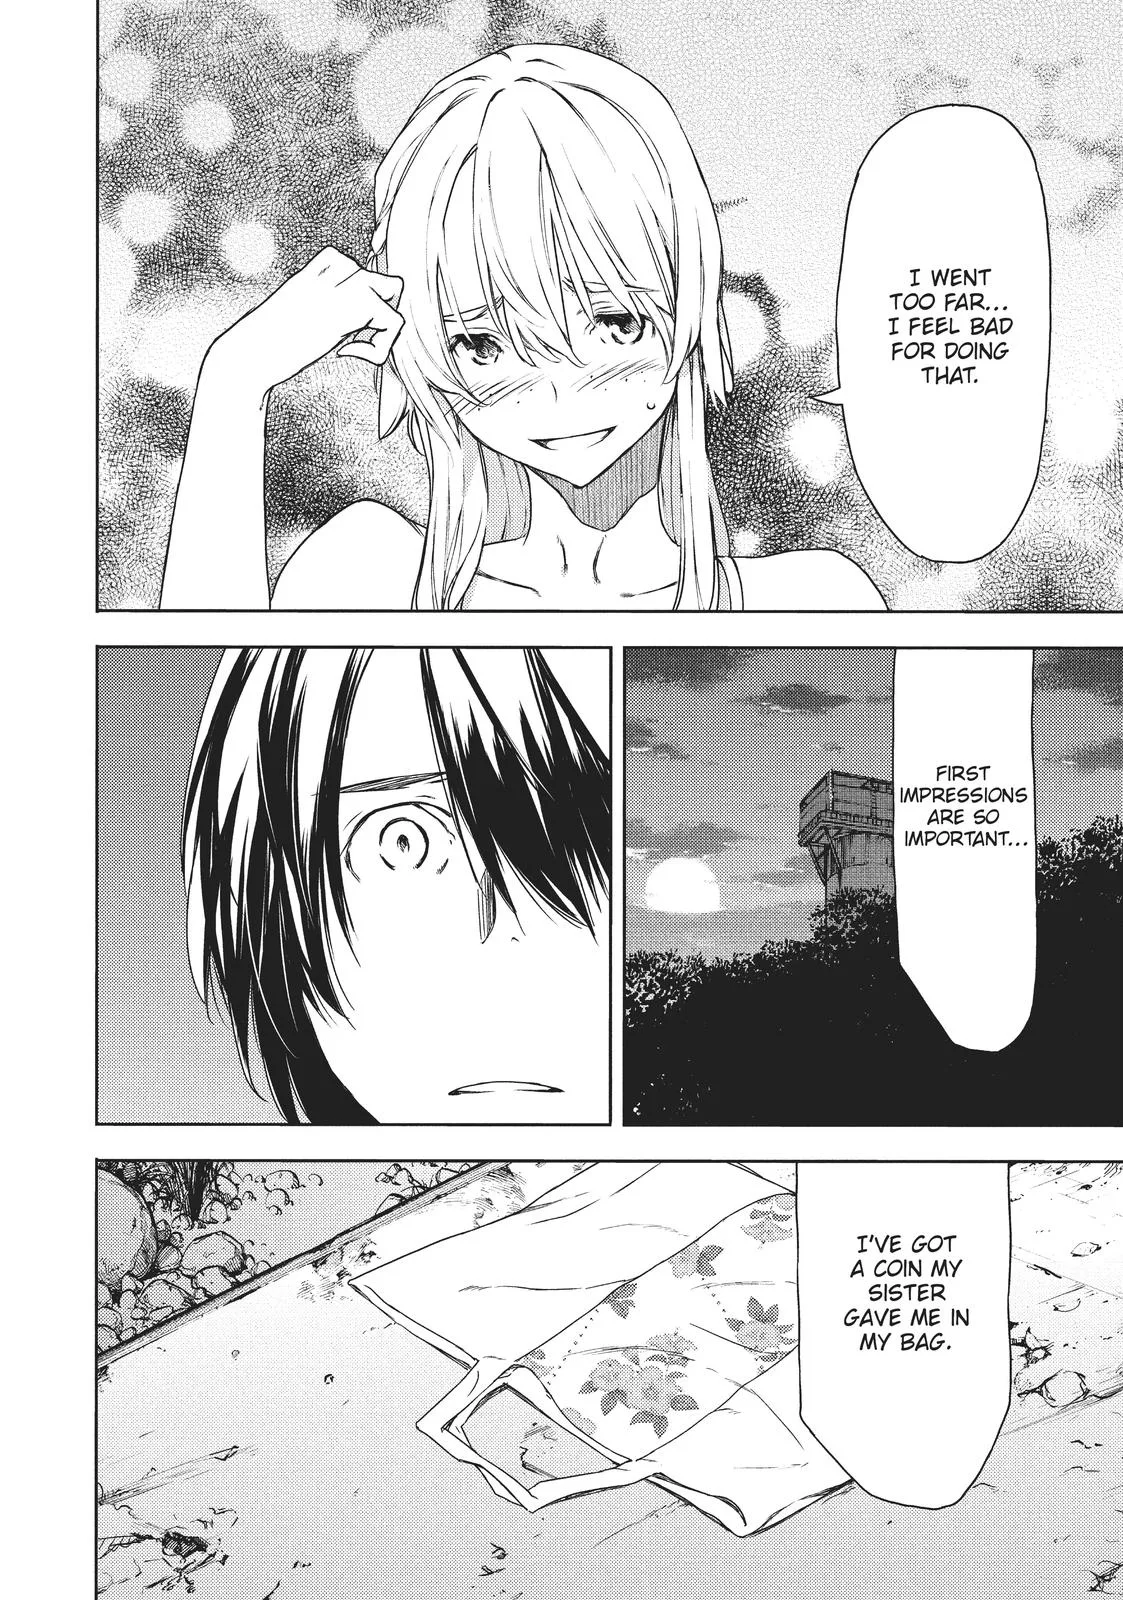 I WENT
TOO FAR...
I FEEL BAD
FOR DOING
THAT.
FIRST
IMPRESSIONS
ARE SO
IMPORTANT...
I'VE GOT
A COIN MY
SISTER
GAVE ME IN
MY BAG.